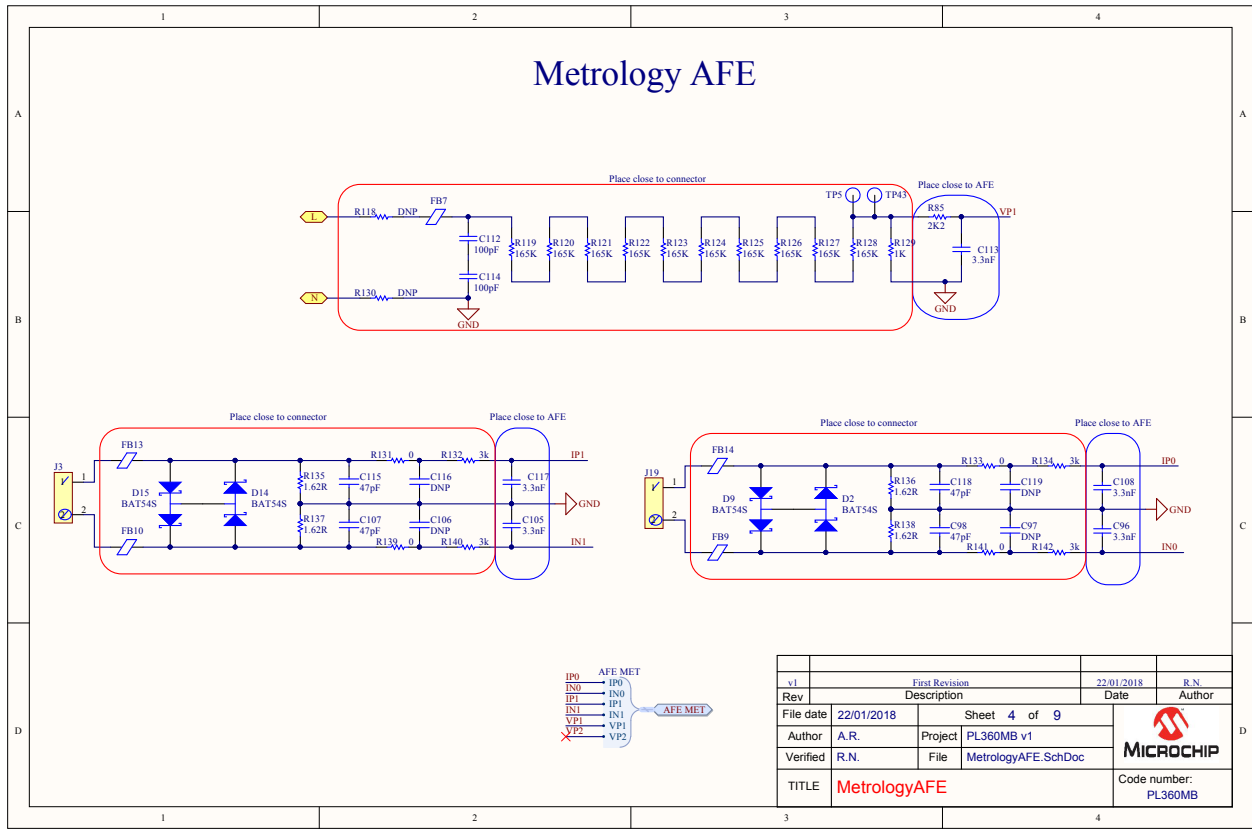 1 2 3 4
Metrology AFE
A A
Place close to connector
Place close to AFE
TP5 TP43
L R118 DNP FB7
R85
2K2
VP1
C112
100pF
C114
100pF
R119
165K
R120
165K
R121
165K
R122
165K
R123
165K
R124
165K
R125
165K
R126
165K
R127
165K
R128
165K
R129
1K
C113
3.3nF
N R130 DNP
GND
GND
B B
Place close to connector
Place close to AFE
J3
1
2
FB13
FB10
D15
BAT54S
D14
BAT54S
R135
1.62R
R137
1.62R
C115
47pF
C107
47pF
R131 0
R139 0
C116
DNP
C106
DNP
R132 3k
R140 3k
C117
3.3nF
C105
3.3nF
IP1
GND
IN1
Place close to connector
Place close to AFE
J19
1
2
FB14
FB9
D9
BAT54S
D2
BAT54S
R136
1.62R
R138
1.62R
C118
47pF
C98
47pF
R133 0
R141 0
C119
DNP
C97
DNP
R134 3k
R142 3k
C108
3.3nF
C96
3.3nF
IP0
GND
IN0
C C
AFE MET
IP0 IP0
IN0 IN0
IP1 IP1
IN1 IN1
VP1 VP1
VP2 VP2
AFE MET
D D
v1 First Revision 22/01/2018 R.N.
Rev Description Date Author
File date 22/01/2018 Sheet 4 of 9
Author A.R. Project PL360MB v1
Verified R.N. File MetrologyAFE.SchDoc
MICROCHIP
TITLE MetrologyAFE
Code number:
PL360MB
1 2 3 4